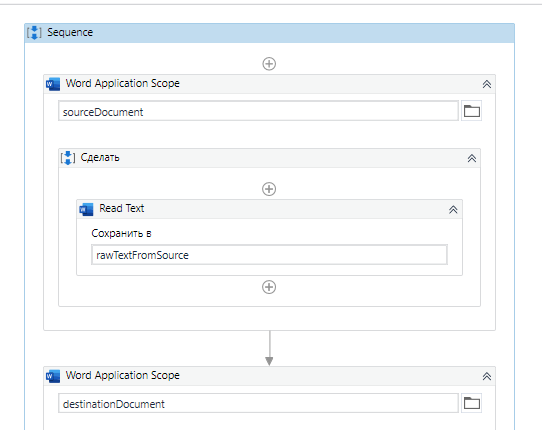 Sequence
Word Application Scope
sourceDocument
Сделать
Read Text
Сохранить в
rawTextFromSource
Word Application Scope
destinationDocument